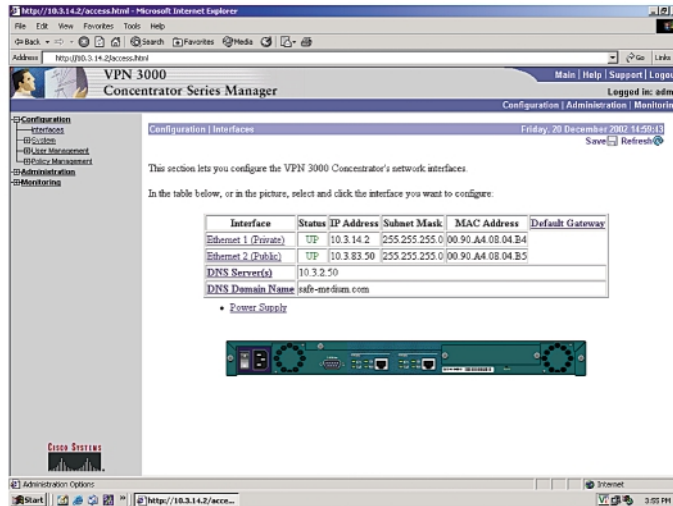 http://10.3.14.2/access.html - Microsoft Internet Explorer
File Edit View Favorites Tools Help
Back Search Favorites Media
Address http://10.3.14.2/access.html Go Links
VPN 3000
Concentrator Series Manager
Main | Help | Support | Logou
Logged in: adm
Configuration | Administration | Monitorin
Configuration
Interfaces
System
User Management
Policy Management
Administration
Monitoring
Configuration | Interfaces Friday, 20 December 2002 14:59:43
Save Refresh
This section lets you configure the VPN 3000 Concentrator's network interfaces.
In the table below, or in the picture, select and click the interface you want to configure:
Interface Status IP Address Subnet Mask MAC Address Default Gateway
Ethernet 1 (Private) UP 10.3.14.2 255.255.255.0 00.90.A4.08.04.B4
Ethernet 2 (Public) UP 10.3.83.50 255.255.255.0 00.90.A4.08.04.B5
DNS Server(s) 10.3.2.50
DNS Domain Name safe-medium.com
Power Supply
CISCO SYSTEMS
Administration Options Internet
Start » http://10.3.14.2/acce... 3:55 PM